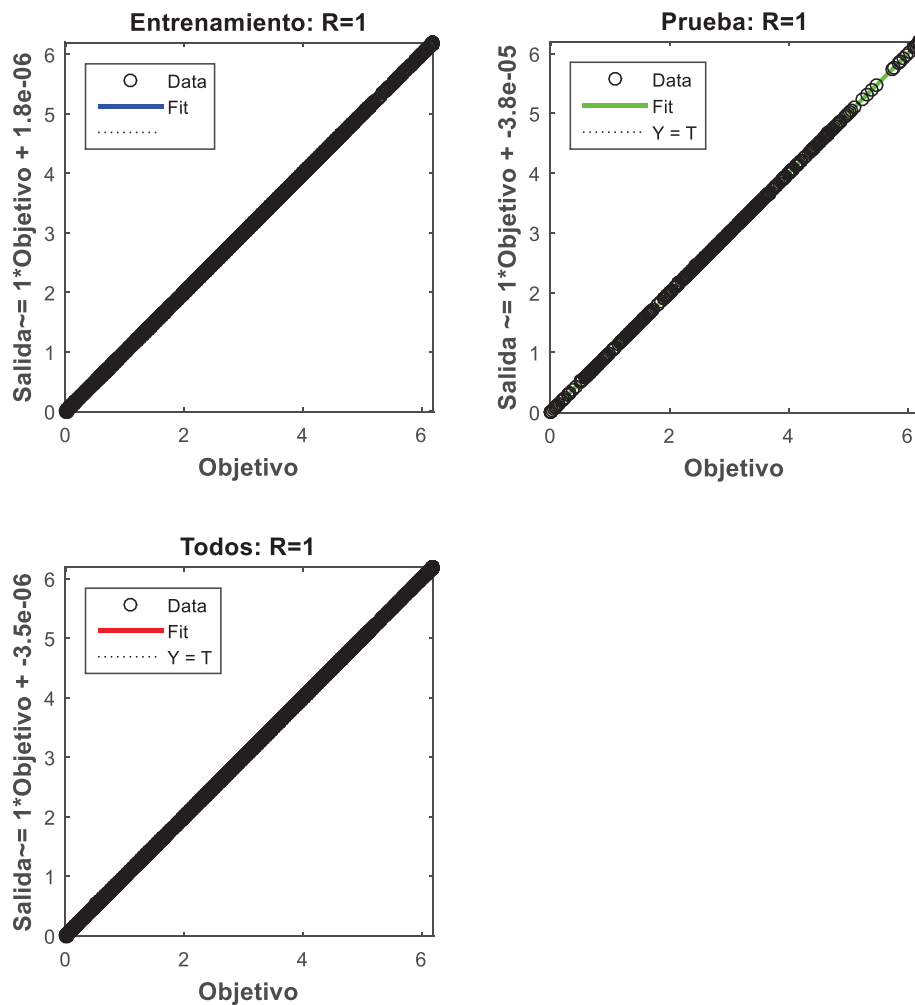 Entrenamiento: R=1
Salida~= 1*Objetivo + 1.8e-06
6
5
4
3
2
1
0
Data
Fit
0
2
4
6
Objetivo
Prueba: R=1
Salida ~= 1*Objetivo + -3.8e-05
6
5
4
3
2
1
0
Data
Fit
Y = T
0
2
4
6
Objetivo
Todos: R=1
Salida~= 1*Objetivo + -3.5e-06
6
5
4
3
2
1
0
Data
Fit
Y = T
0
2
4
6
Objetivo